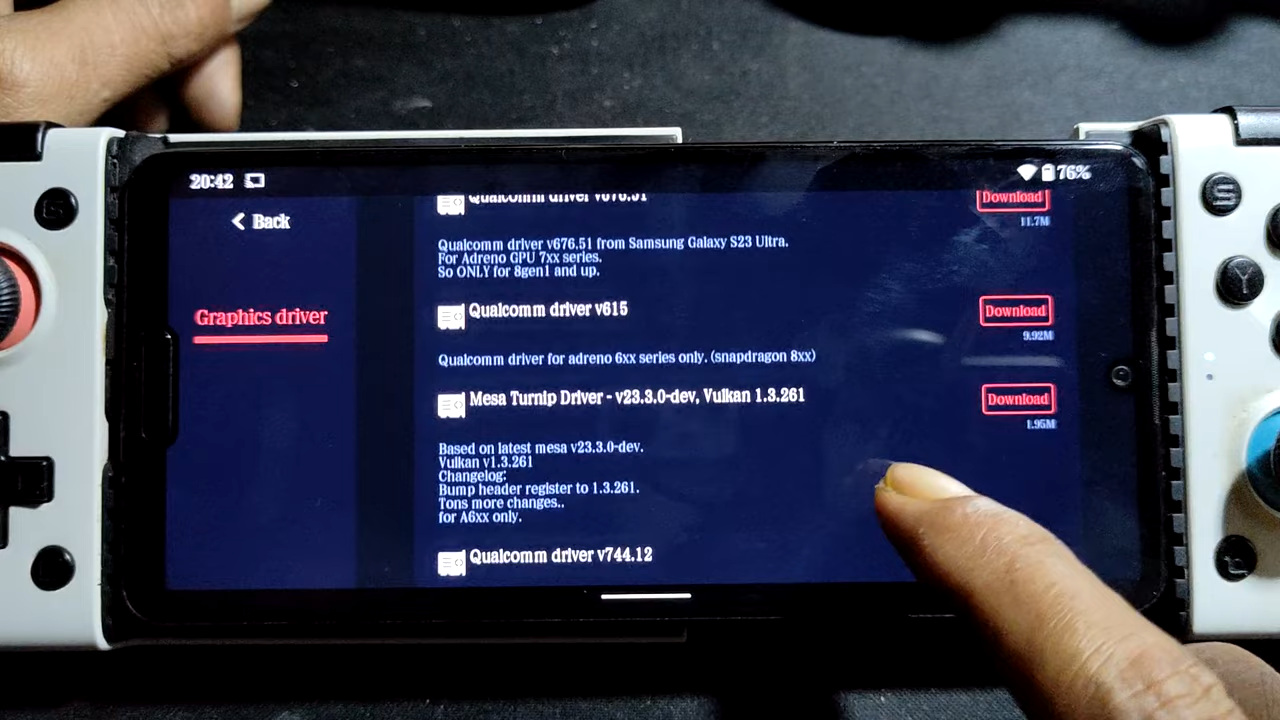 20:42
76%
Back
Graphics driver
Qualcomm driver v676.51
Download
11.7M
Qualcomm driver v676.51 from Samsung Galaxy S23 Ultra.
For Adreno GPU 7xx series.
So ONLY for 8gen1 and up.
Qualcomm driver v615
Download
9.92M
Qualcomm driver for adreno 6xx series only. (snapdragon 8xx)
Mesa Turnip Driver - v23.3.0-dev, Vulkan 1.3.261
Download
1.95M
Based on latest mesa v23.3.0-dev.
Vulkan v1.3.261
Changelog:
Bump header register to 1.3.261.
Tons more changes..
for A6xx only.
Qualcomm driver v744.12
S
Y